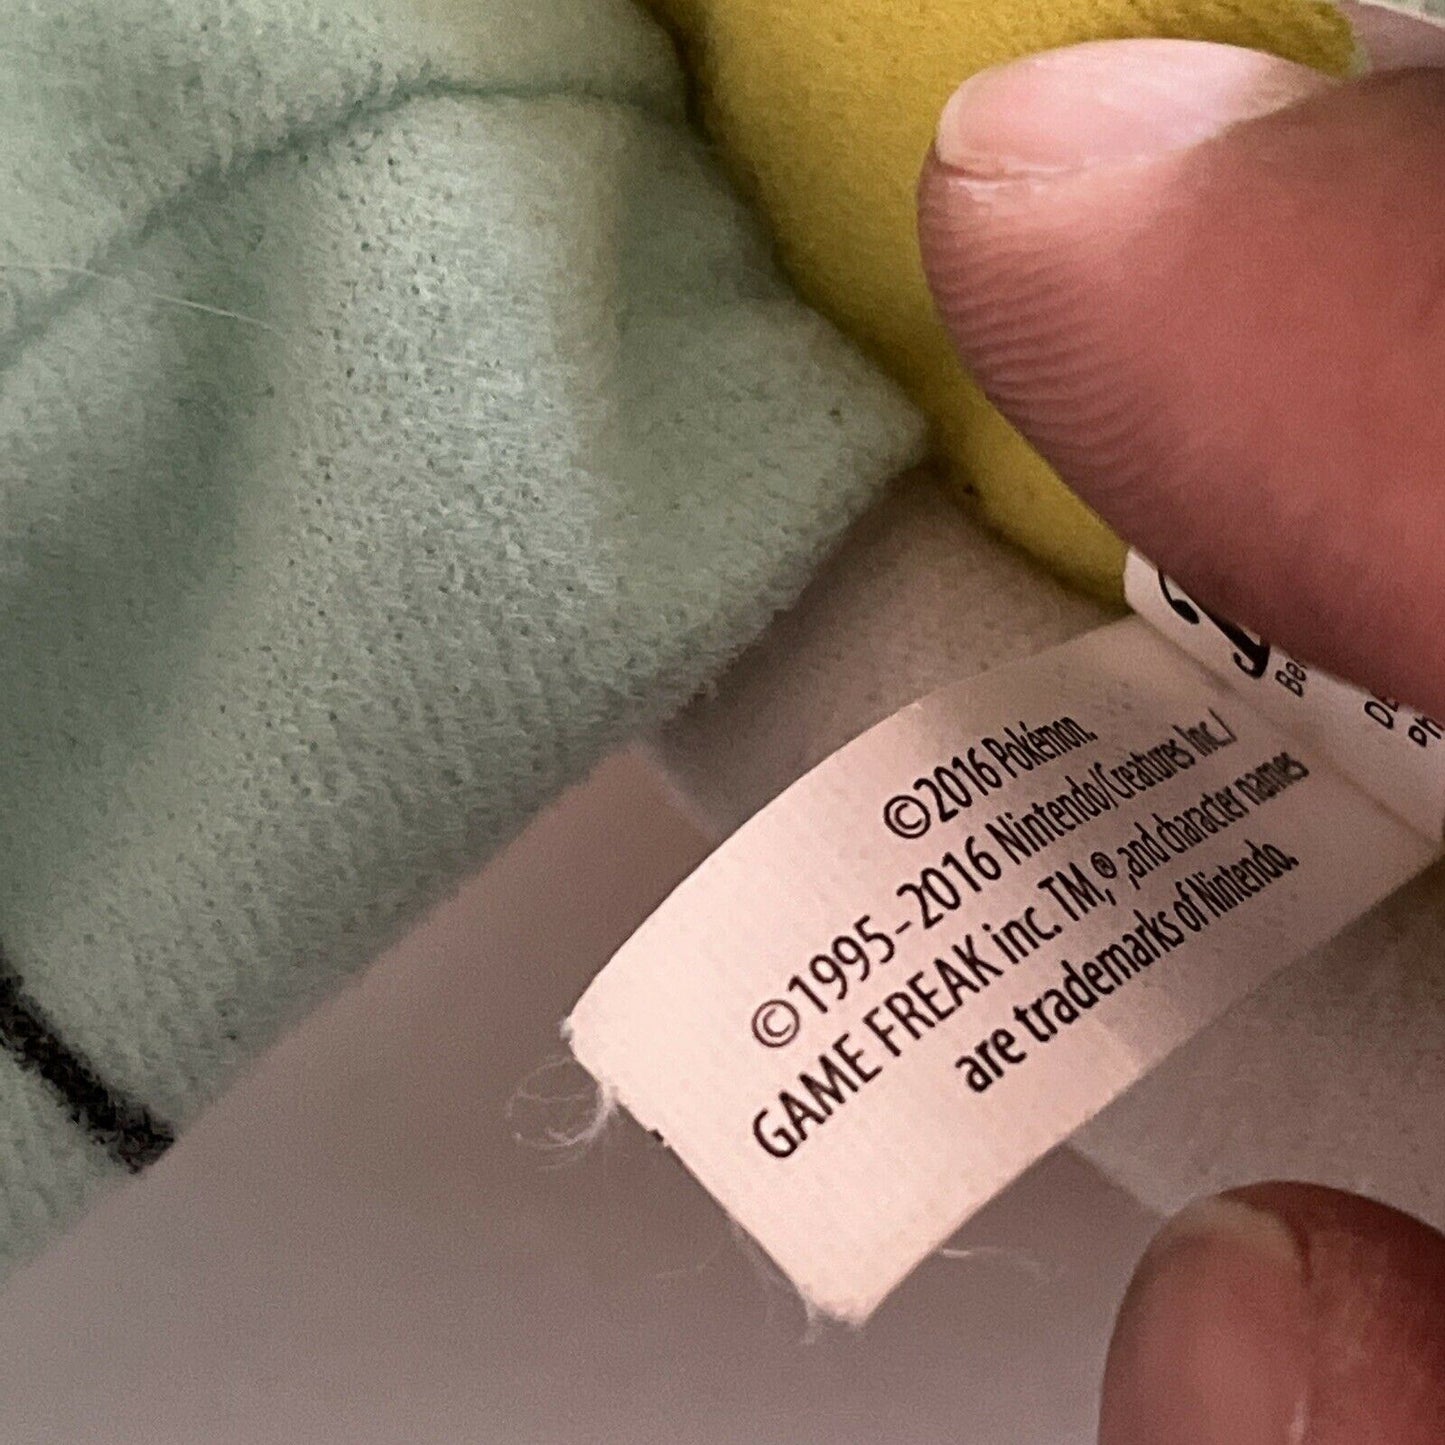 ©2016 Pokémon.
©1995–2016 Nintendo/Creatures Inc./
GAME FREAK inc. TM,® ,and character names
are trademarks of Nintendo.